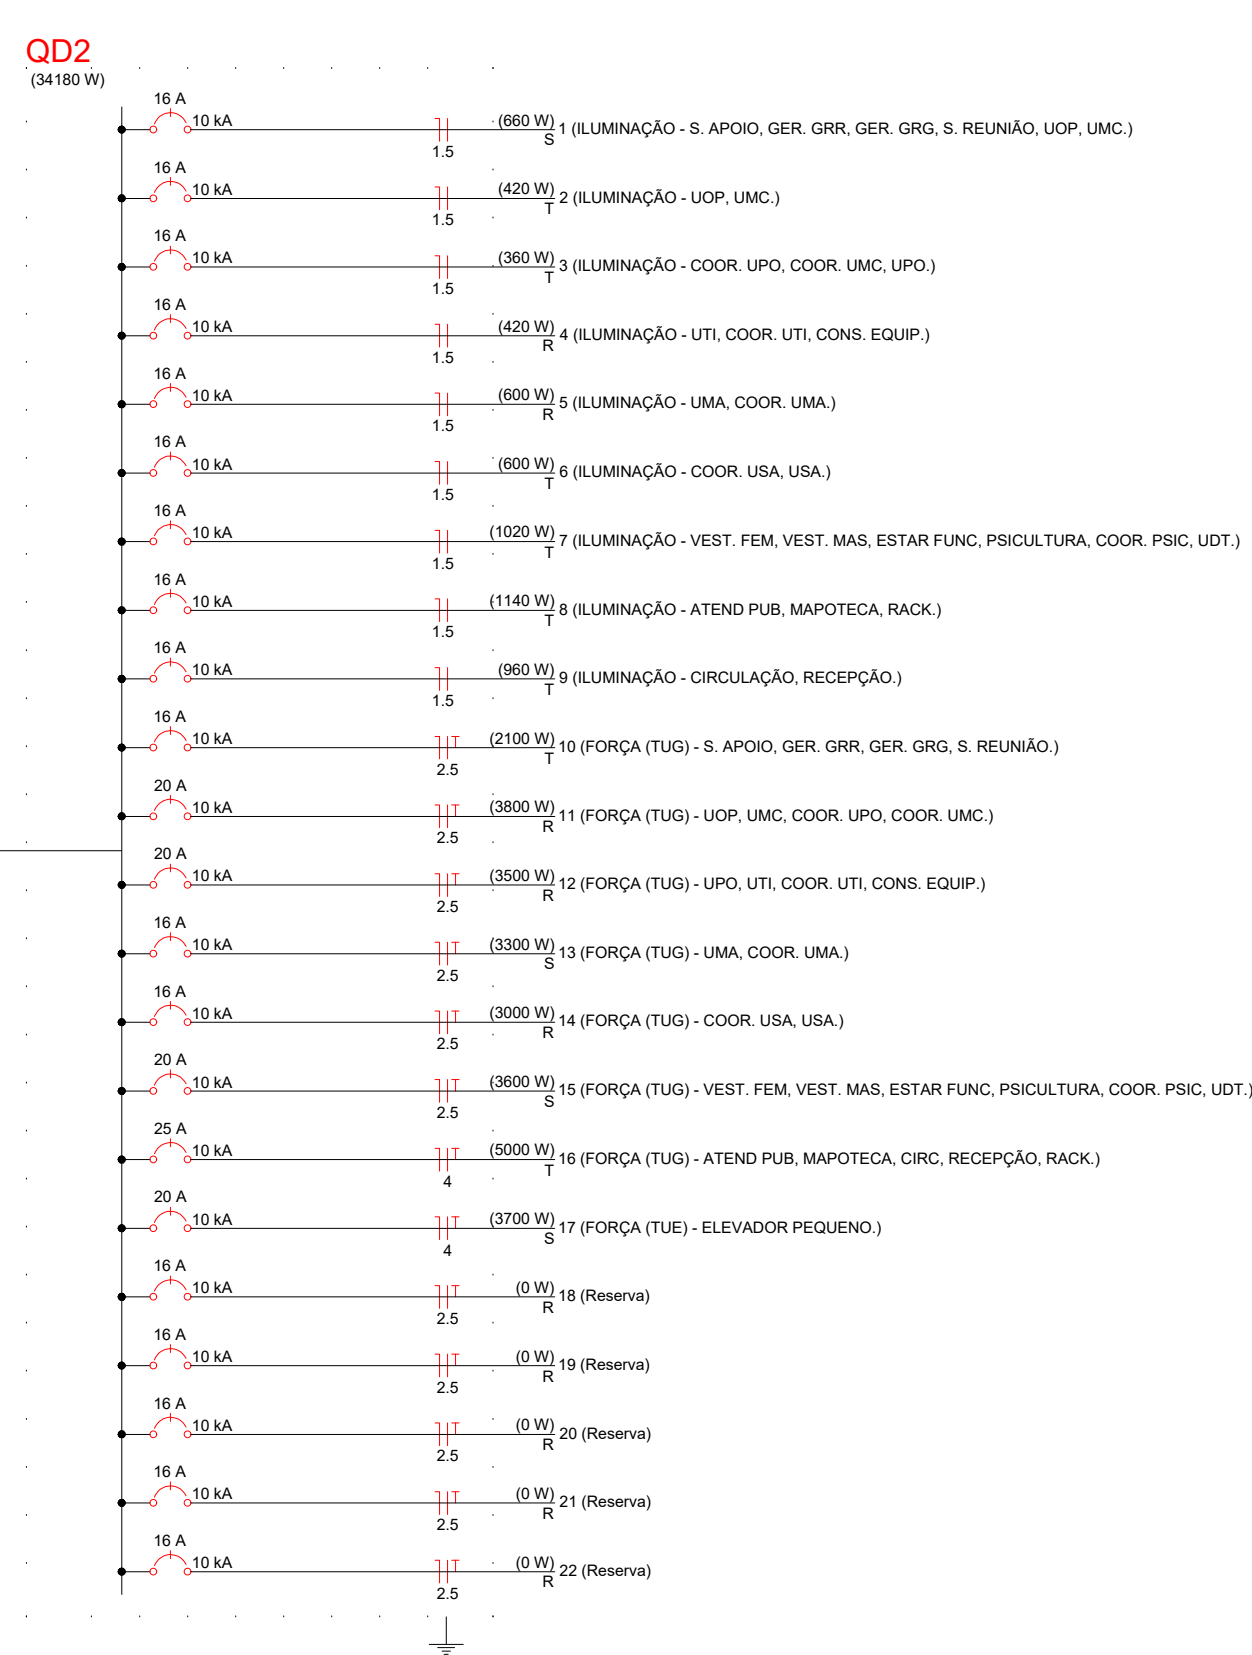 QD2
(34180 W)
16 A
10 kA
1.5
(660 W)
S
1 (ILUMINAÇÃO - S. APOIO, GER. GRR, GER. GRG, S. REUNIÃO, UOP, UMC.)
16 A
10 kA
1.5
(420 W)
T
2 (ILUMINAÇÃO - UOP, UMC.)
16 A
10 kA
1.5
(360 W)
T
3 (ILUMINAÇÃO - COOR. UPO, COOR. UMC, UPO.)
16 A
10 kA
1.5
(420 W)
R
4 (ILUMINAÇÃO - UTI, COOR. UTI, CONS. EQUIP.)
16 A
10 kA
1.5
(600 W)
R
5 (ILUMINAÇÃO - UMA, COOR. UMA.)
16 A
10 kA
1.5
(600 W)
T
6 (ILUMINAÇÃO - COOR. USA, USA.)
16 A
10 kA
1.5
(1020 W)
T
7 (ILUMINAÇÃO - VEST. FEM, VEST. MAS, ESTAR FUNC, PSICULTURA, COOR. PSIC, UDT.)
16 A
10 kA
1.5
(1140 W)
T
8 (ILUMINAÇÃO - ATEND PUB, MAPOTECA, RACK.)
16 A
10 kA
1.5
(960 W)
T
9 (ILUMINAÇÃO - CIRCULAÇÃO, RECEPÇÃO.)
16 A
10 kA
2.5
(2100 W)
T
10 (FORÇA (TUG) - S. APOIO, GER. GRR, GER. GRG, S. REUNIÃO.)
20 A
10 kA
2.5
(3800 W)
R
11 (FORÇA (TUG) - UOP, UMC, COOR. UPO, COOR. UMC.)
20 A
10 kA
2.5
(3500 W)
R
12 (FORÇA (TUG) - UPO, UTI, COOR. UTI, CONS. EQUIP.)
16 A
10 kA
2.5
(3300 W)
S
13 (FORÇA (TUG) - UMA, COOR. UMA.)
16 A
10 kA
2.5
(3000 W)
R
14 (FORÇA (TUG) - COOR. USA, USA.)
20 A
10 kA
2.5
(3600 W)
S
15 (FORÇA (TUG) - VEST. FEM, VEST. MAS, ESTAR FUNC, PSICULTURA, COOR. PSIC, UDT.)
25 A
10 kA
4
(5000 W)
T
16 (FORÇA (TUG) - ATEND PUB, MAPOTECA, CIRC, RECEPÇÃO, RACK.)
20 A
10 kA
4
(3700 W)
S
17 (FORÇA (TUE) - ELEVADOR PEQUENO.)
16 A
10 kA
2.5
(0 W)
R
18 (Reserva)
16 A
10 kA
2.5
(0 W)
R
19 (Reserva)
16 A
10 kA
2.5
(0 W)
R
20 (Reserva)
16 A
10 kA
2.5
(0 W)
R
21 (Reserva)
16 A
10 kA
2.5
(0 W)
R
22 (Reserva)